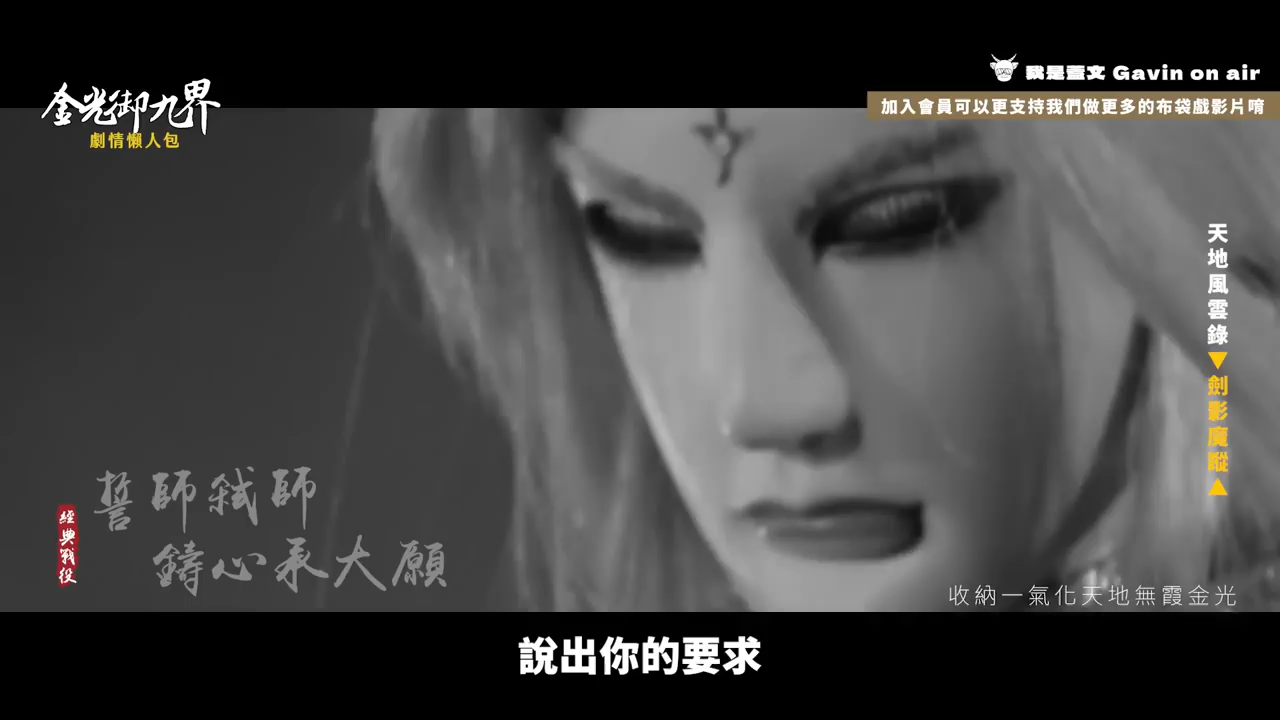 金光御九界
劇情懶人包
我是蓋文 Gavin on air
加入會員可以更支持我們做更多的布袋戲影片唷
天地風雲錄▼劍影魔蹤▲
經典戰役
誓師弒師
鑄心承大願
收納一氣化天地無霞金光
說出你的要求